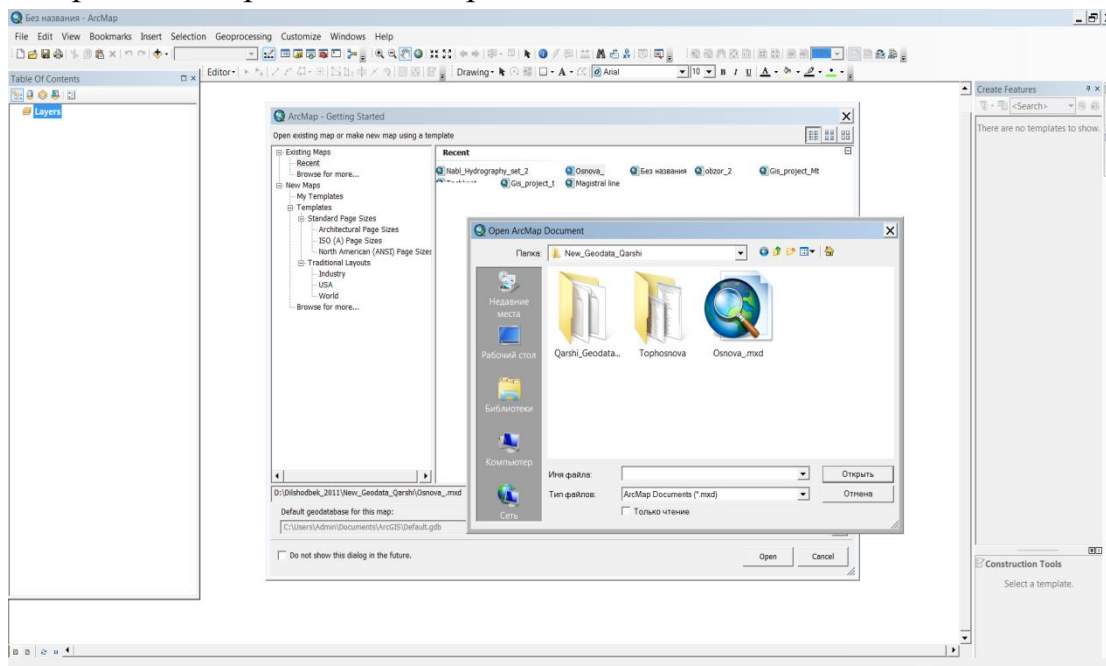 Без названия - ArcMap
File Edit View Bookmarks Insert Selection Geoprocessing Customize Windows Help
Editor Drawing A Arial 10 B I U A
Table Of Contents
Layers
Create Features
<Search>
There are no templates to show.
ArcMap - Getting Started
Open existing map or make new map using a template
Existing Maps
Recent
Browse for more...
New Maps
My Templates
Templates
Standard Page Sizes
Architectural Page Sizes
ISO (A) Page Sizes
North American (ANSI) Page Sizes
Traditional Layouts
Industry
USA
World
Browse for more...
Recent
Nabl_Hydrography_set_2 Osnova_ Без названия obzor_2 Gis_project_Mt
Gis_project_t Magistral line
Open ArcMap Document
Папка: New_Geodata_Qarshi
Недавние места
Рабочий стол
Библиотеки
Компьютер
Сеть
Qarshi_Geodata... Tophosnova Osnova_.mxd
Имя файла: Открыть
Тип файлов: ArcMap Documents (*.mxd) Отмена
Только чтение
D:\Dilshodbek_2011\New_Geodata_Qarshi\Osnova_.mxd
Default geodatabase for this map:
C:\Users\Admin\Documents\ArcGIS\Default.gdb
Do not show this dialog in the future.
Open Cancel
Construction Tools
Select a template.